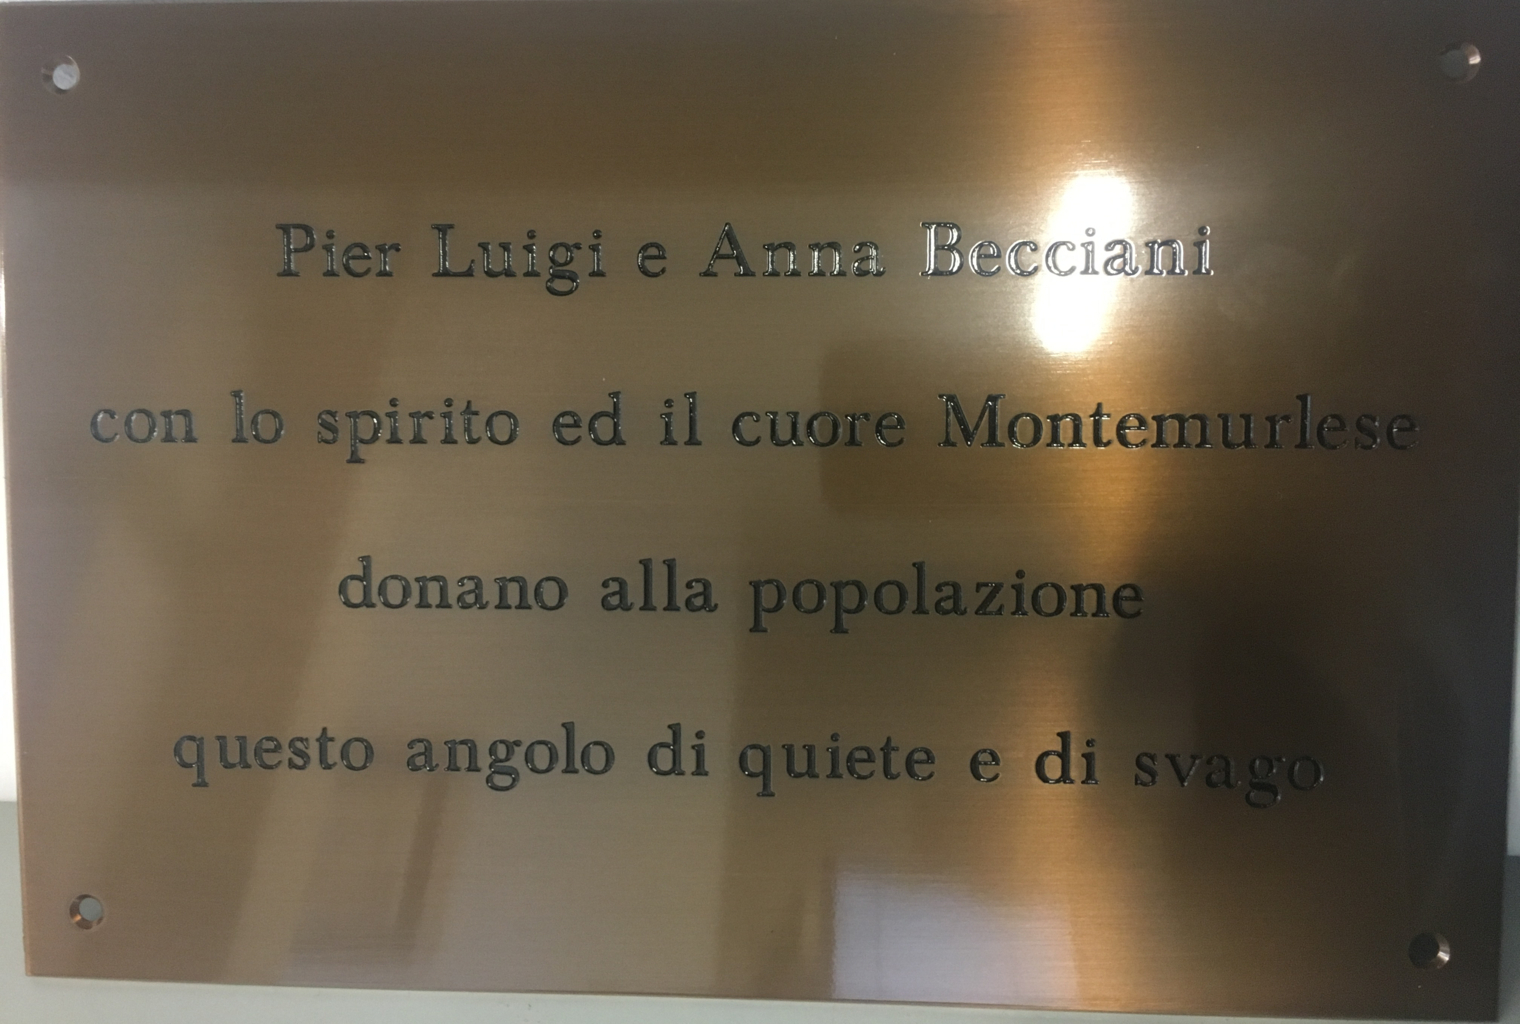 Pier Luigi e Anna Becciani
con lo spirito ed il cuore Montemurlese
donano alla popolazione
questo angolo di quiete e di svago